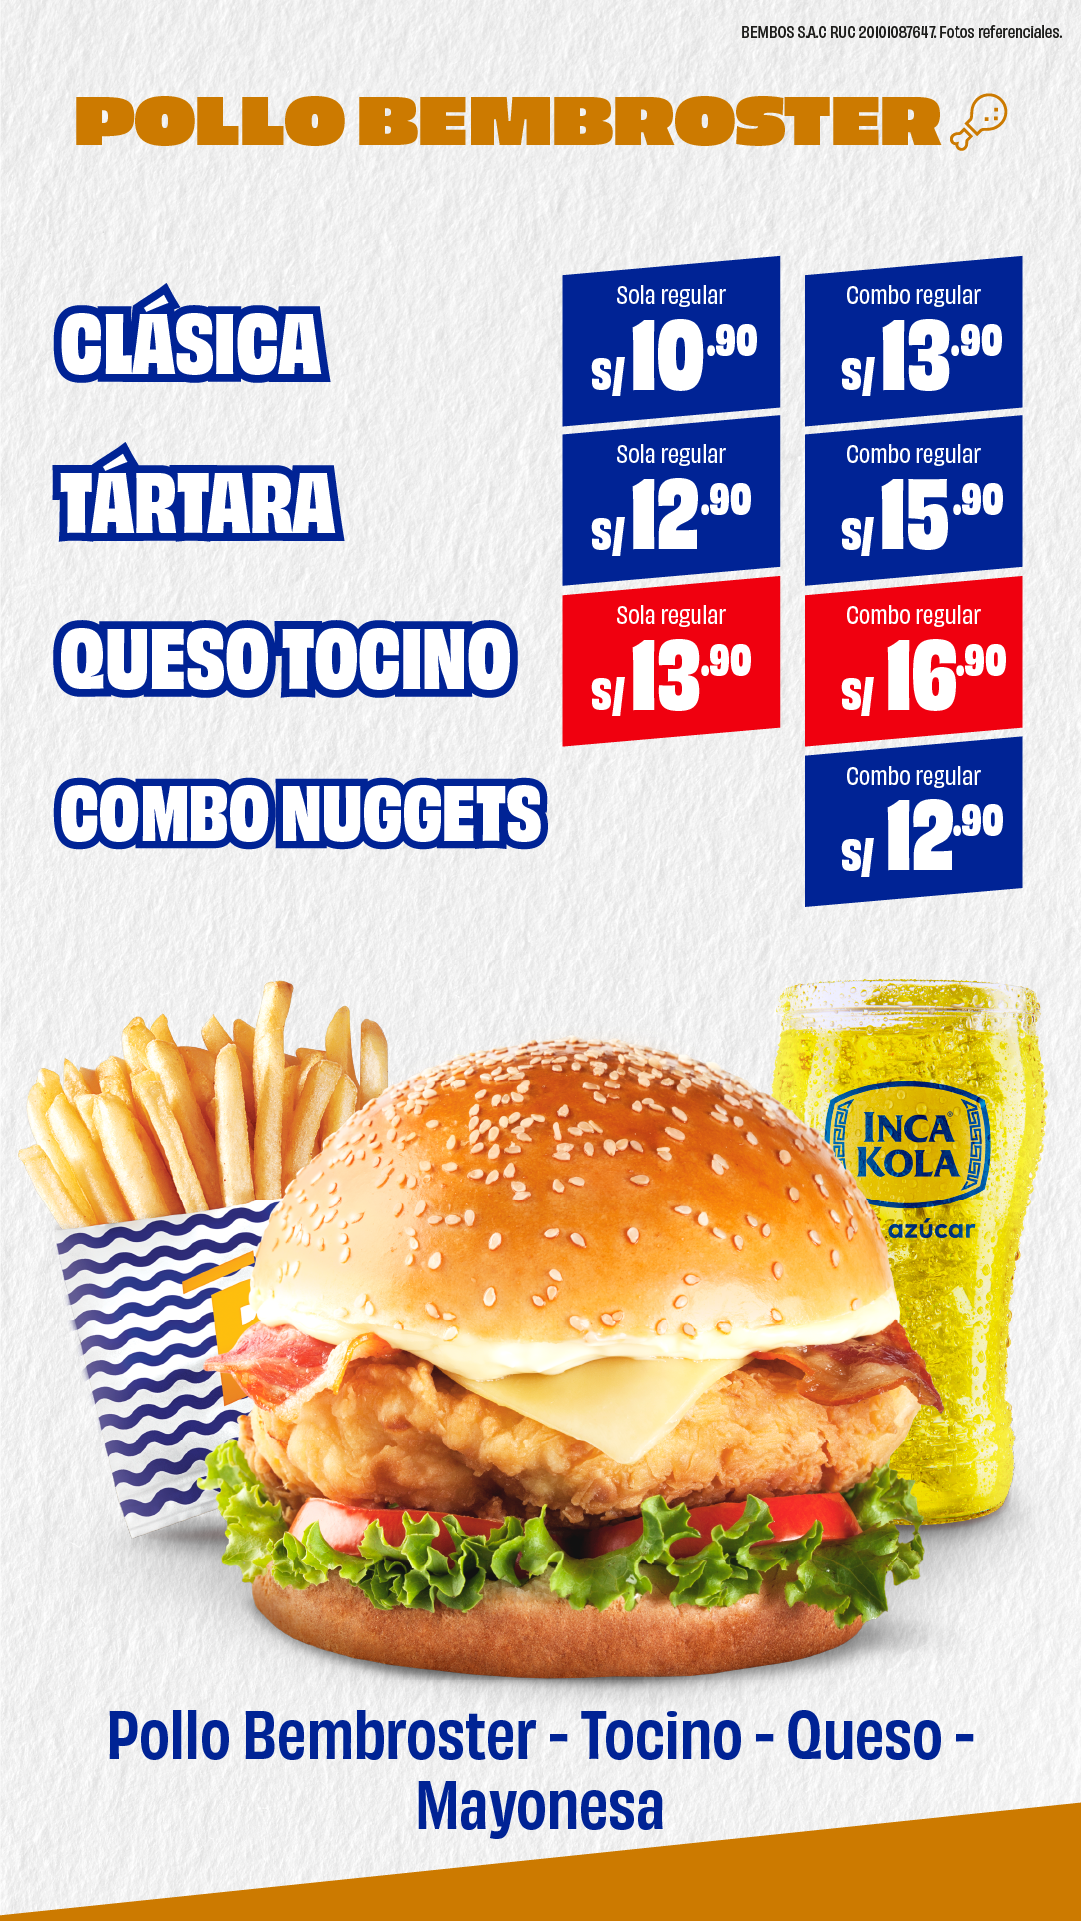 BEMBOS S.A.C RUC 20101087647. Fotos referenciales.
POLLO BEMBROSTER
CLÁSICA
Sola regular
S/10.90
Combo regular
S/13.90
TÁRTARA
Sola regular
S/12.90
Combo regular
S/15.90
QUESO TOCINO
Sola regular
S/13.90
Combo regular
S/16.90
COMBO NUGGETS
Combo regular
S/12.90
INCA
KOLA
azúcar
Pollo Bembroster - Tocino - Queso -
Mayonesa